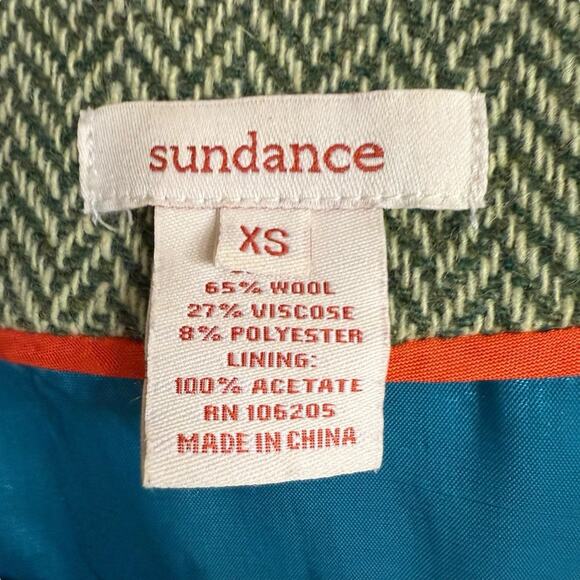 sundance
XS
65% WOOL
27% VISCOSE
8% POLYESTER
LINING:
100% ACETATE
RN 106205
MADE IN CHINA